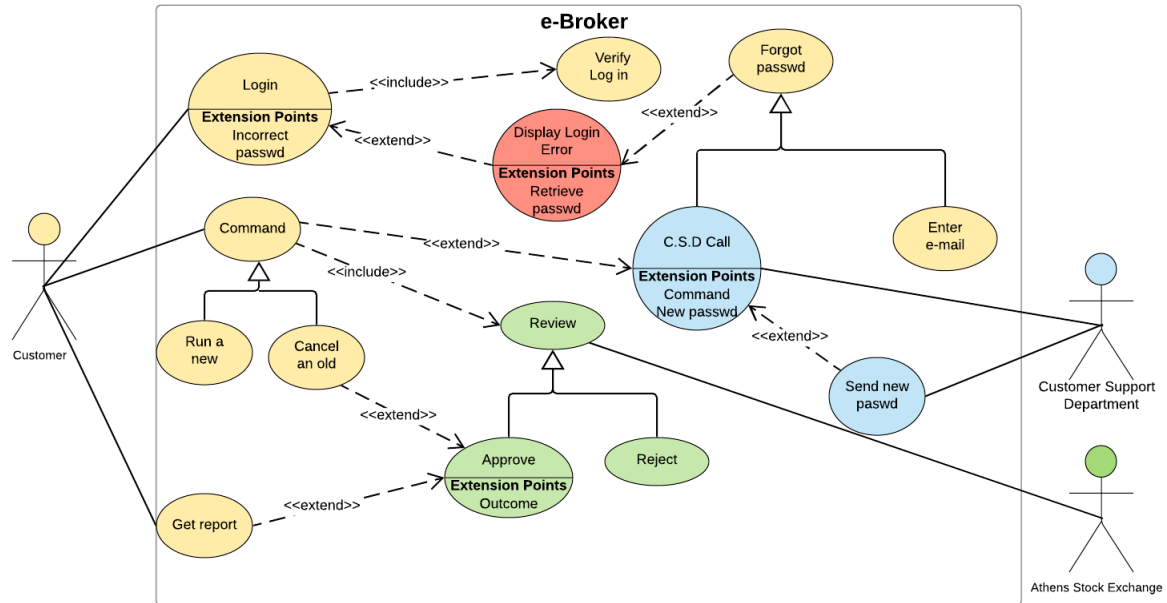 e-Broker
Verify
Log in
Forgot
passwd
Login
Extension Points
Incorrect
passwd
<<include>>
<<extend>>
Display Login
Error
Extension Points
Retrieve
passwd
<<extend>>
Command
<<extend>>
<<include>>
C.S.D Call
Extension Points
Command
New passwd
Enter
e-mail
Customer
Run a
new
Cancel
an old
Review
<<extend>>
Send new
paswd
Customer Support
Department
<<extend>>
Approve
Extension Points
Outcome
Reject
Get report
<<extend>>
Athens Stock Exchange